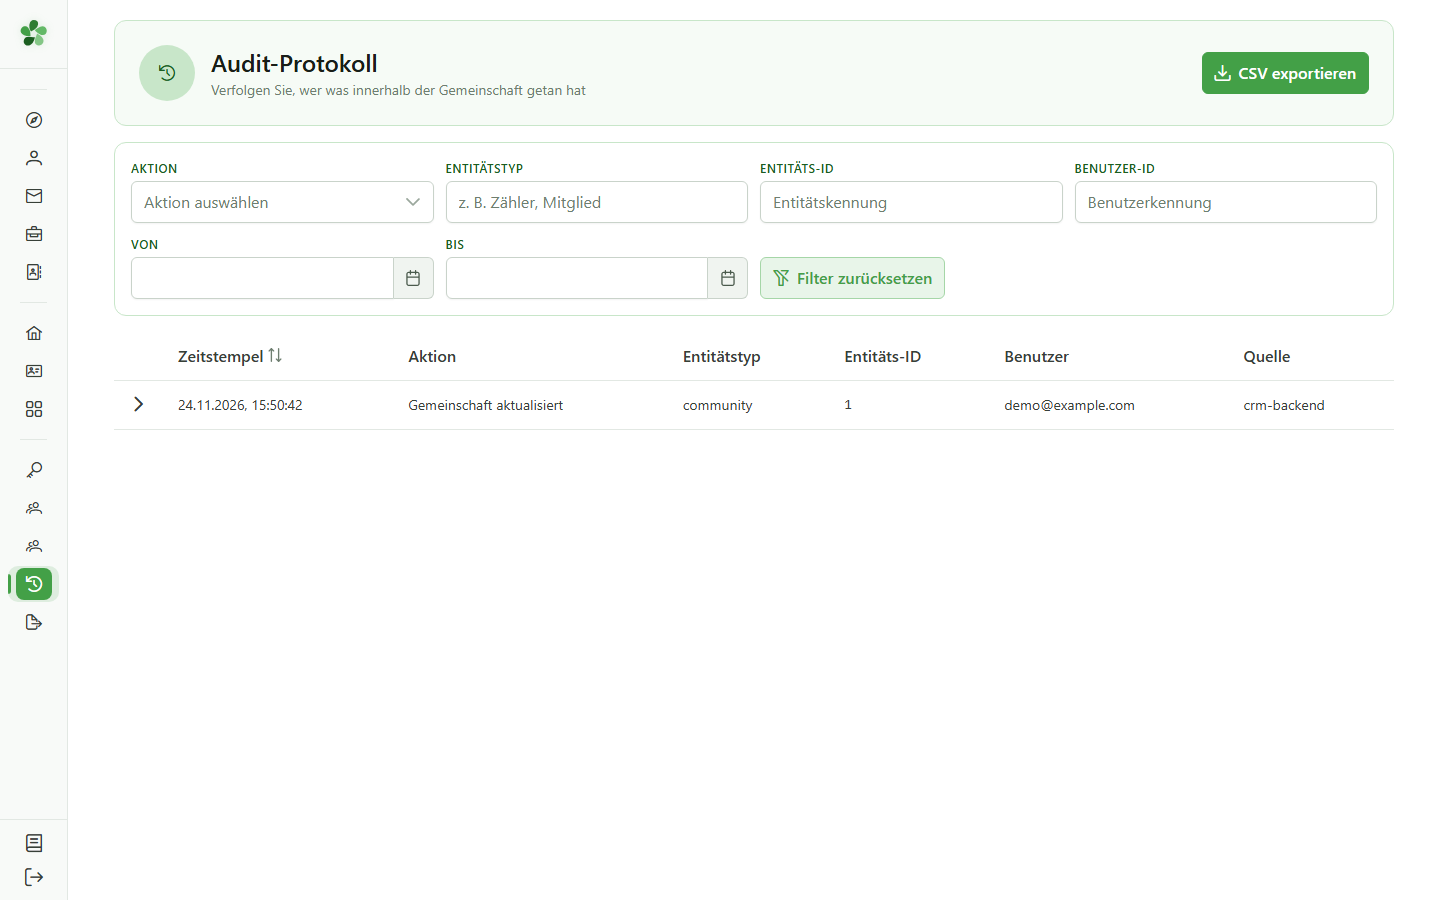 Audit-Protokoll
Verfolgen Sie, wer was innerhalb der Gemeinschaft getan hat
CSV exportieren
AKTION
ENTITÄTSTYP
ENTITÄTS-ID
BENUTZER-ID
Aktion auswählen
z. B. Zähler, Mitglied
Entitätskennung
Benutzerkennung
VON
BIS
Filter zurücksetzen
Zeitstempel Aktion Entitätstyp Entitäts-ID Benutzer Quelle
24.11.2026, 15:50:42 Gemeinschaft aktualisiert community 1 demo@example.com crm-backend